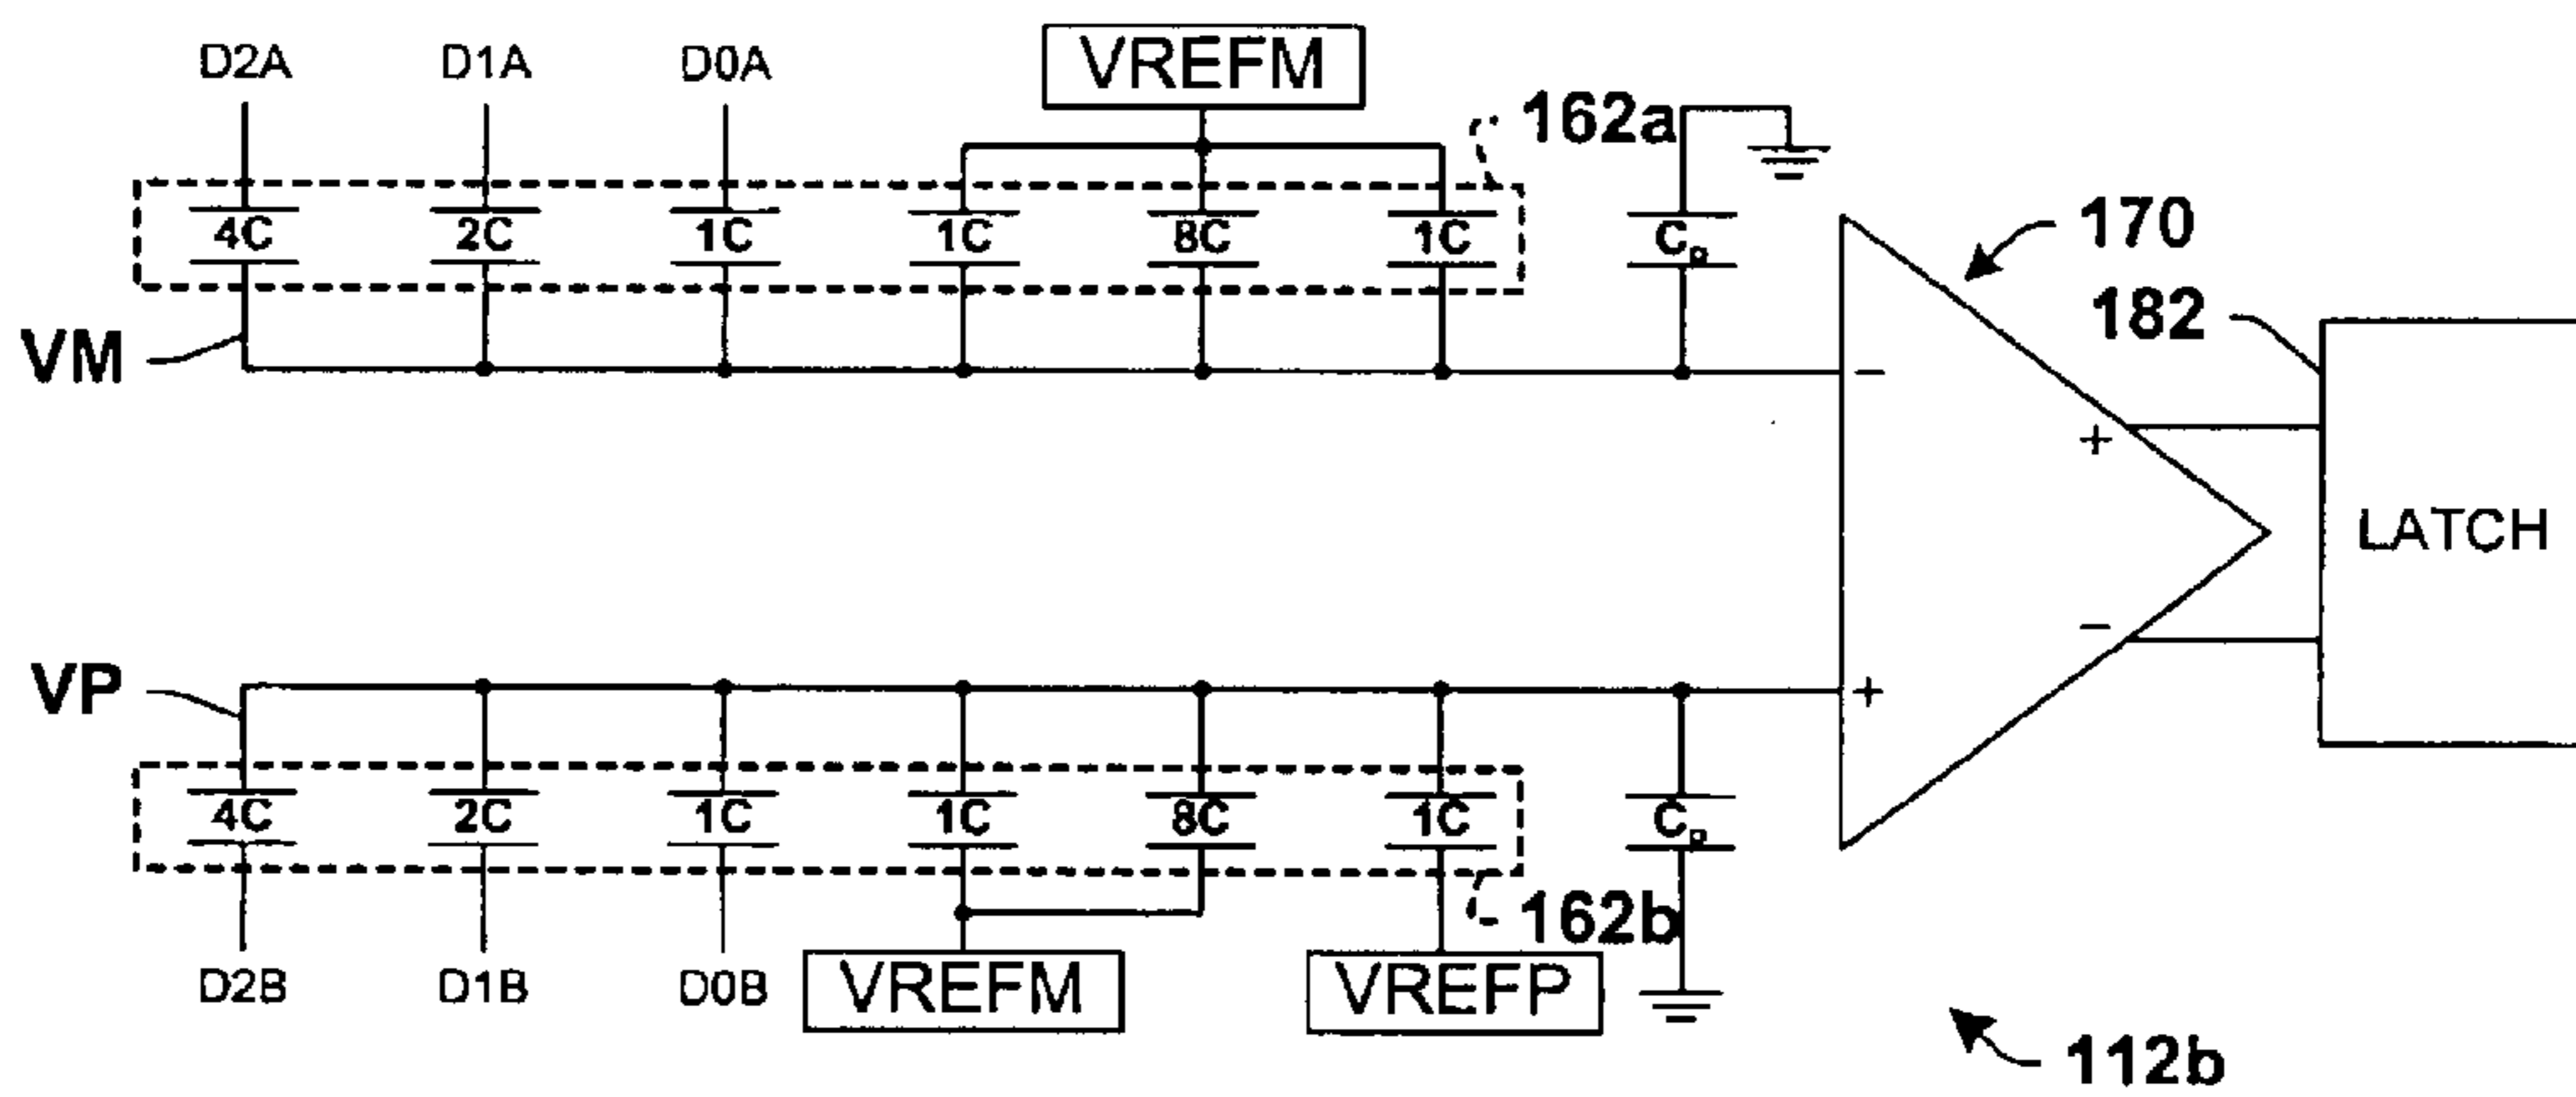 D2A D1A D0A VREFM
162a
4C 2C 1C 1C 8C 1C Cp
170
182
VM
−
+
LATCH
−
VP
+
4C 2C 1C 1C 8C 1C Cp
162b
D2B D1B D0B VREFM VREFP
112b